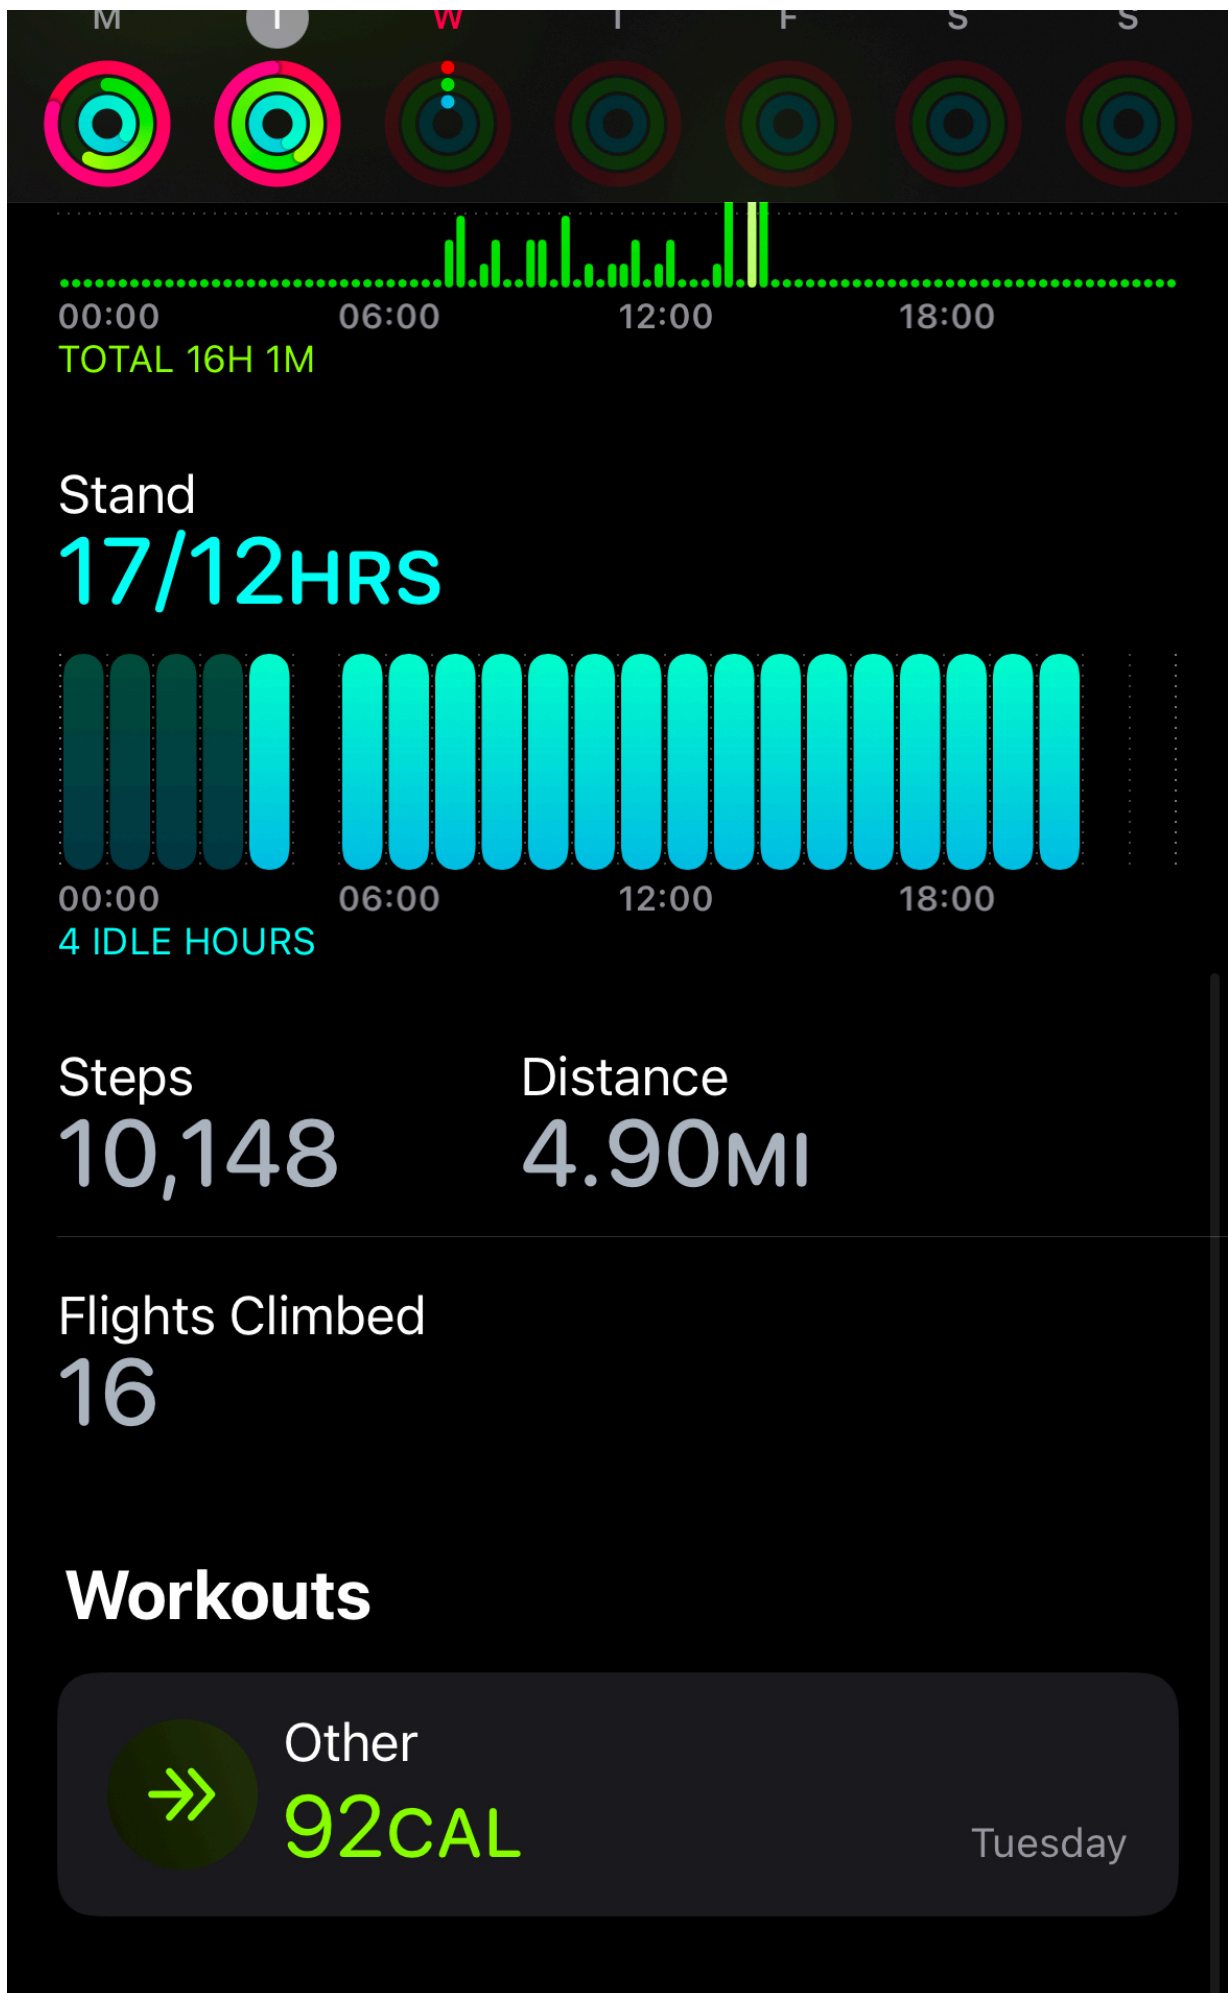 M T W T F S S
00:00 06:00 12:00 18:00
TOTAL 16H 1M
Stand
17/12HRS
00:00 06:00 12:00 18:00
4 IDLE HOURS
Steps Distance
10,148 4.90MI
Flights Climbed
16
Workouts
Other
92CAL
Tuesday